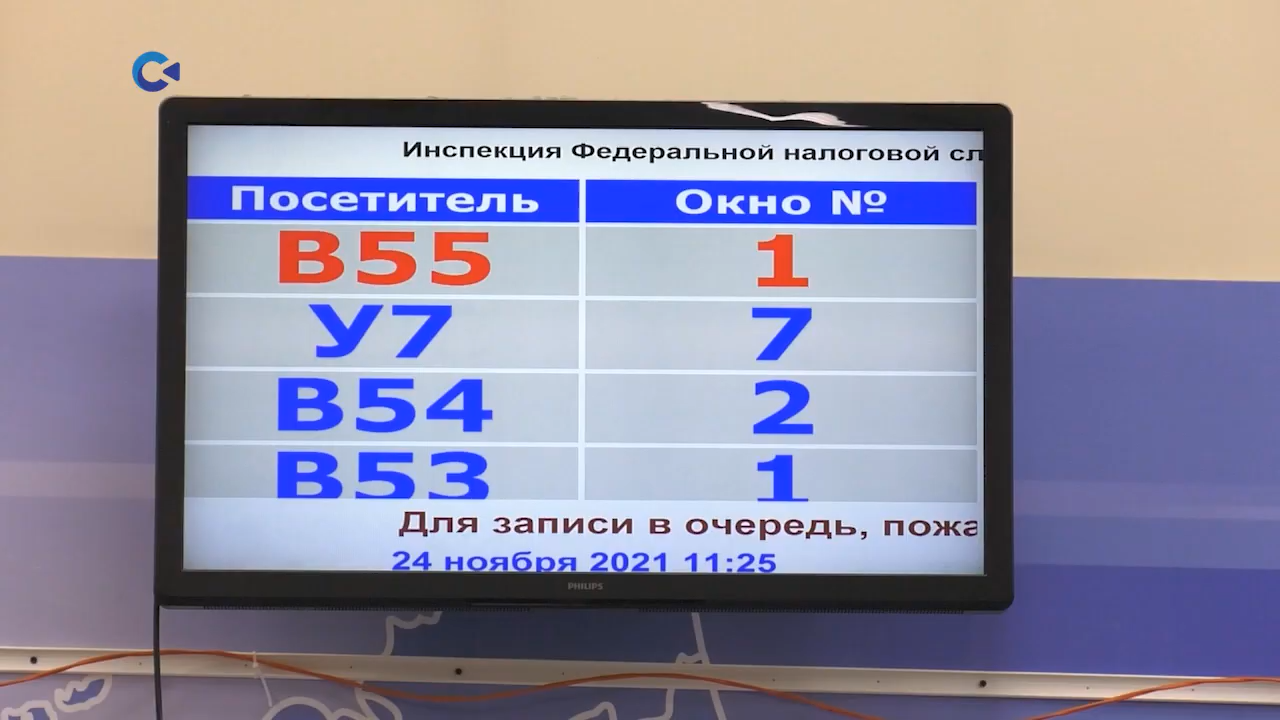 Инспекция Федеральной налоговой сл
Посетитель Окно №
В55 1
У7 7
В54 2
В53 1
Для записи в очередь, пожа
24 ноября 2021 11:25
PHILIPS